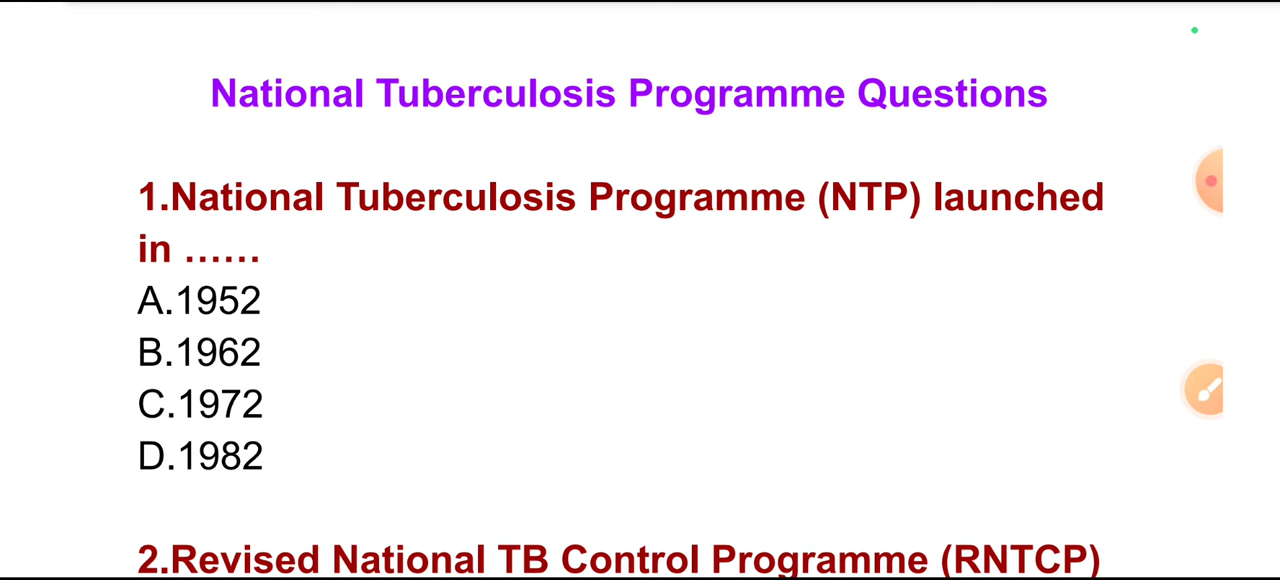 National Tuberculosis Programme Questions
1.National Tuberculosis Programme (NTP) launched
in ......
A.1952
B.1962
C.1972
D.1982
2.Revised National TB Control Programme (RNTCP)